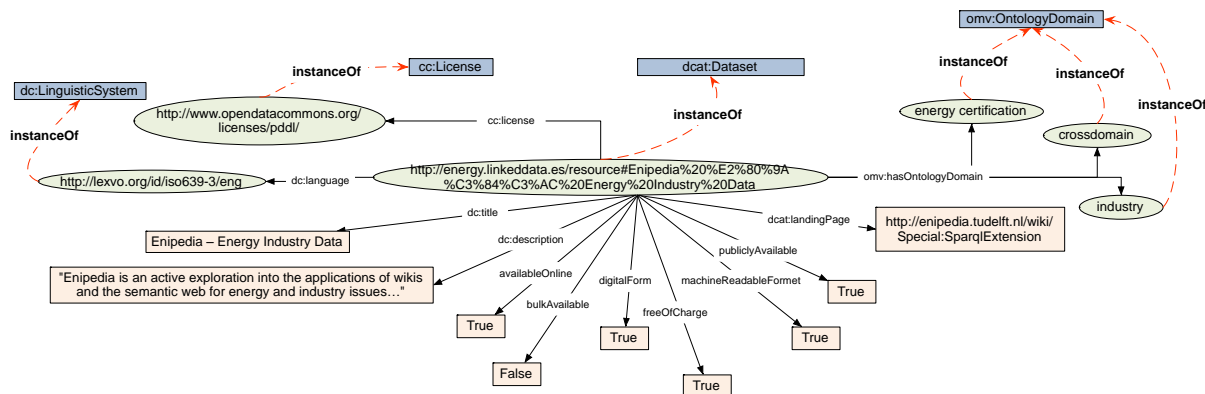 omv:OntologyDomain
instanceOf
cc:License
dcat:Dataset
instanceOf
instanceOf
dc:LinguisticSystem
instanceOf
instanceOf
instanceOf
http://www.opendatacommons.org/
licenses/pddl/
cc:license
energy certification
crossdomain
http://energy.linkeddata.es/resource#Enipedia%20%E2%80%9A
%C3%84%C3%AC%20Energy%20Industry%20Data
http://lexvo.org/id/iso639-3/eng
dc:language
omv:hasOntologyDomain
industry
dc:title
dcat:landingPage
http://enipedia.tudelft.nl/wiki/
Special:SparqlExtension
Enipedia – Energy Industry Data
dc:description
publiclyAvailable
"Enipedia is an active exploration into the applications of wikis
and the semantic web for energy and industry issues…"
availableOnline
digitalForm
machineReadableFormet
True
bulkAvailable
freeOfCharge
True
True
True
False
True